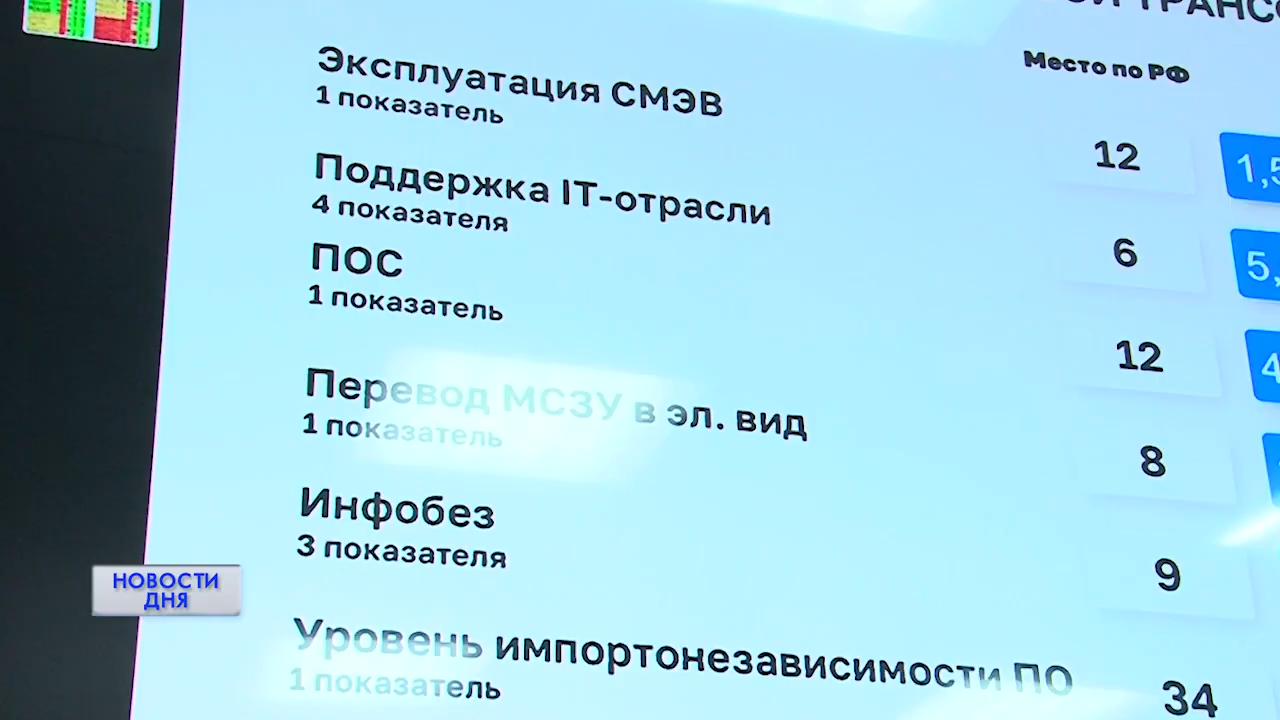 Место по РФ
Эксплуатация СМЭВ
1 показатель
12
Поддержка IT-отрасли
4 показателя
6
ПОС
1 показатель
12
Перевод МСЗУ в эл. вид
1 показатель
8
Инфобез
3 показателя
9
Уровень импортонезависимости ПО
1 показатель
34
НОВОСТИ
ДНЯ